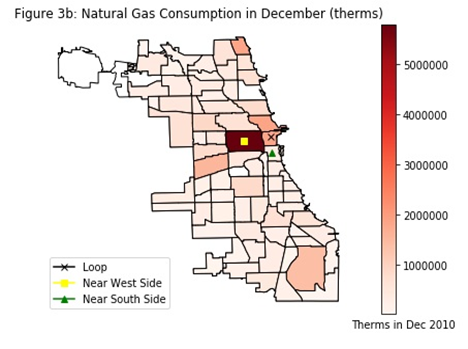 Figure 3b: Natural Gas Consumption in December (therms)
5000000
4000000
3000000
2000000
1000000
Loop
Near West Side
Near South Side
Therms in Dec 2010